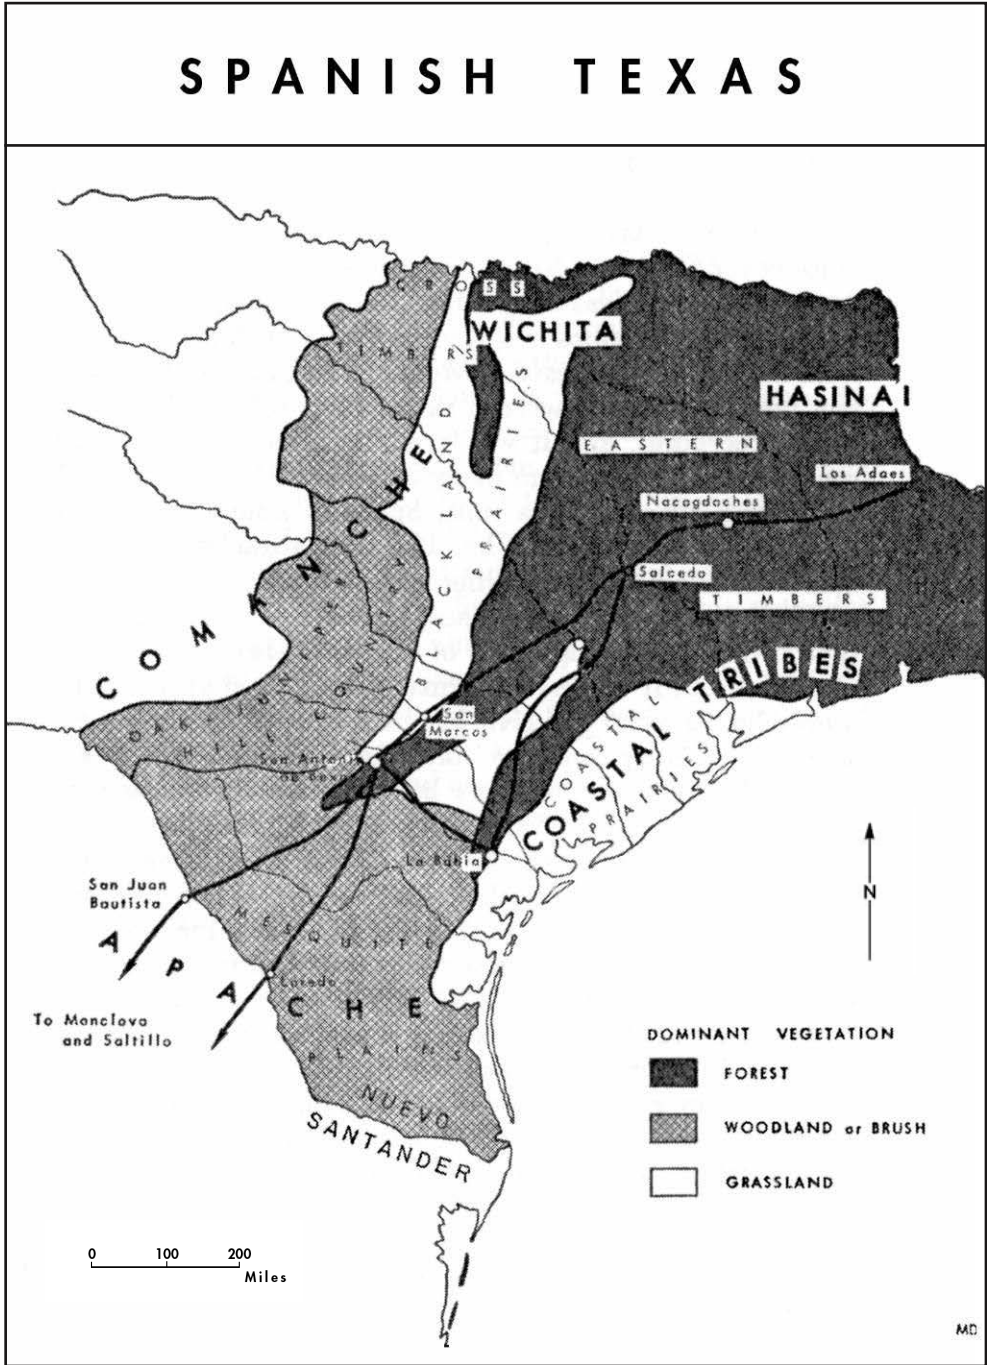 SPANISH TEXAS
CROSS
TIMBERS
WICHITA
HASINAI
EASTERN
Los Adaes
Nacogdoches
Salcedo
TIMBERS
BLACKLAND
PRAIRIES
COMANCHE
COASTAL TRIBES
COASTAL
PRAIRIES
HILL COUNTRY
San
Marcos
San Antonio
La Bahia
San Juan
Bautista
MESQUITE
PLAINS
APACHE
Laredo
To Monclova
and Saltillo
NUEVO
SANTANDER
N
DOMINANT VEGETATION
FOREST
WOODLAND or BRUSH
GRASSLAND
0 100 200
Miles
MD